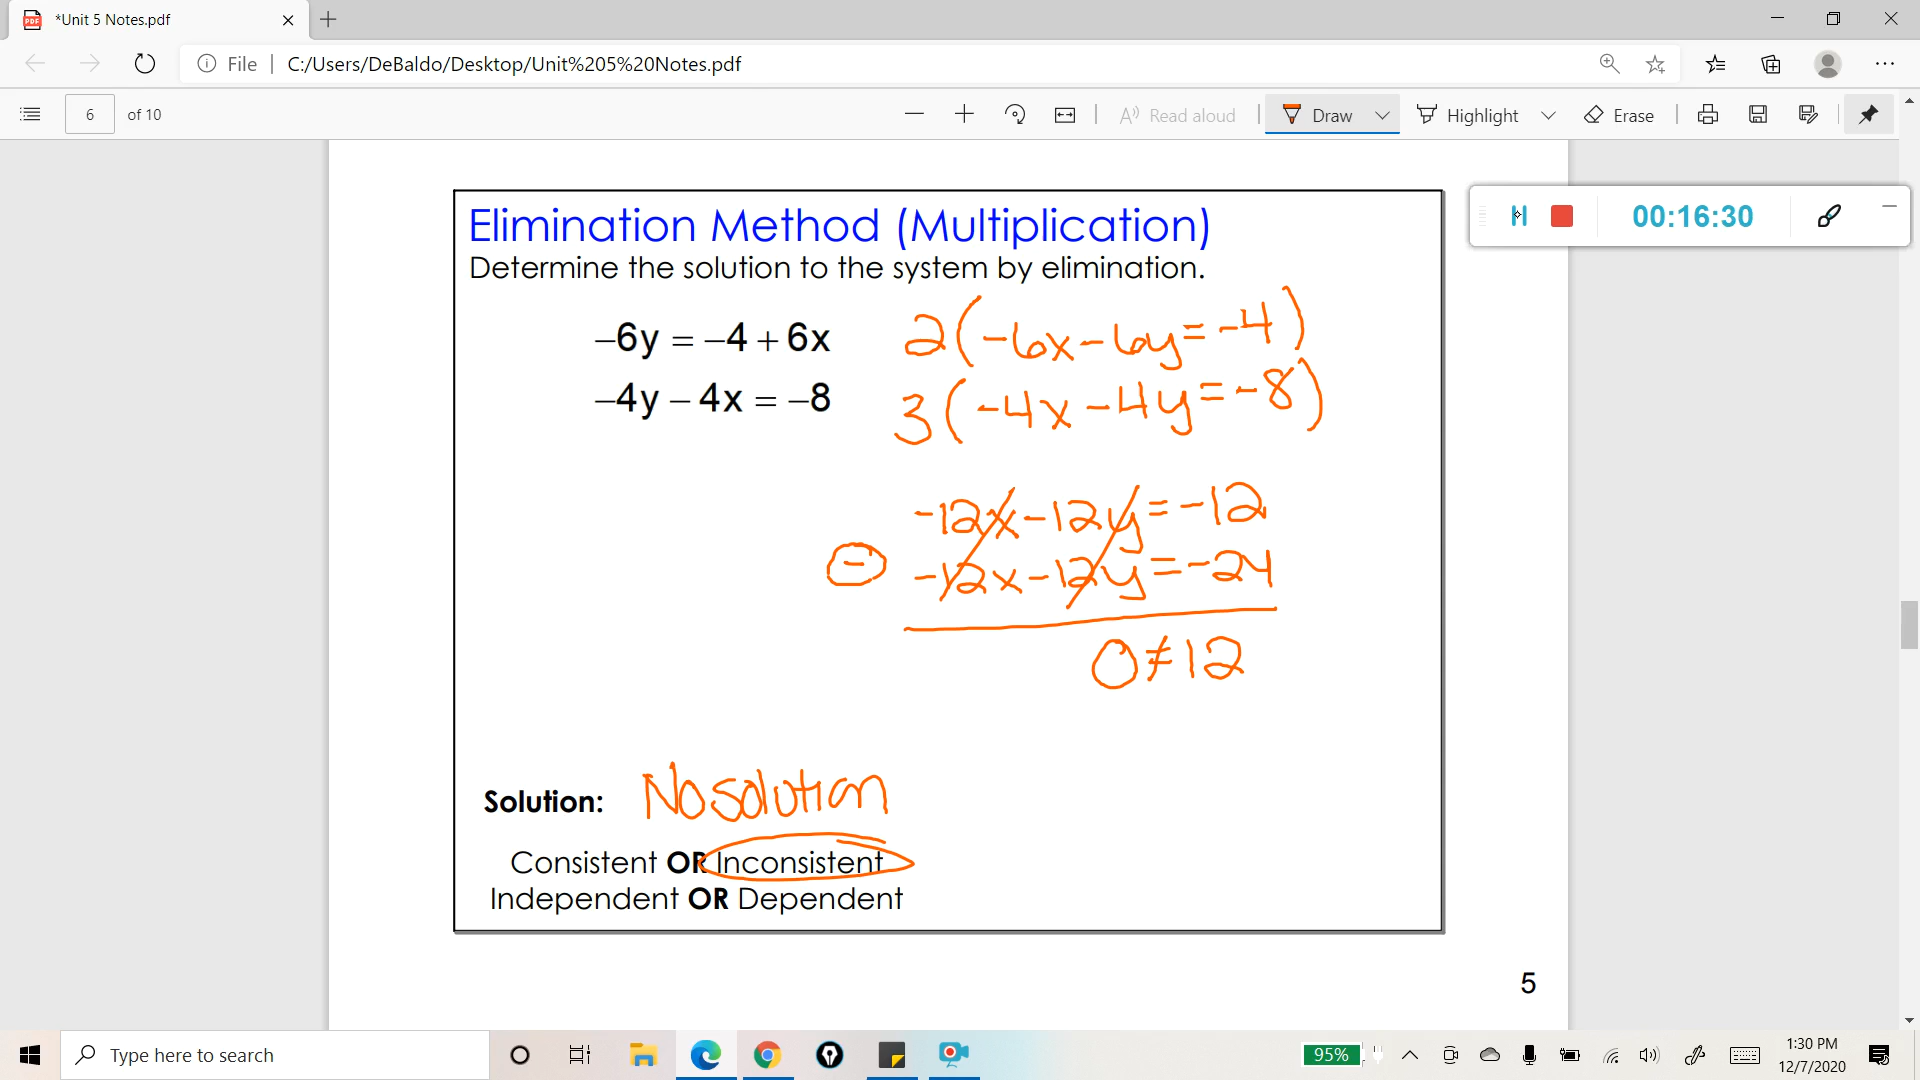 *Unit 5 Notes.pdf
File | C:/Users/DeBaldo/Desktop/Unit%205%20Notes.pdf
6 of 10
Read aloud
Draw
Highlight
Erase
00:16:30
Elimination Method (Multiplication)
Determine the solution to the system by elimination.
−6y = −4 + 6x
−4y − 4x = −8
2(-6x-6y=-4)
3(-4x-4y=-8)
-12x-12y=-12
- -12x-12y=-24
0≠12
Solution: No solution
Consistent OR Inconsistent
Independent OR Dependent
5
Type here to search
95%
1:30 PM
12/7/2020